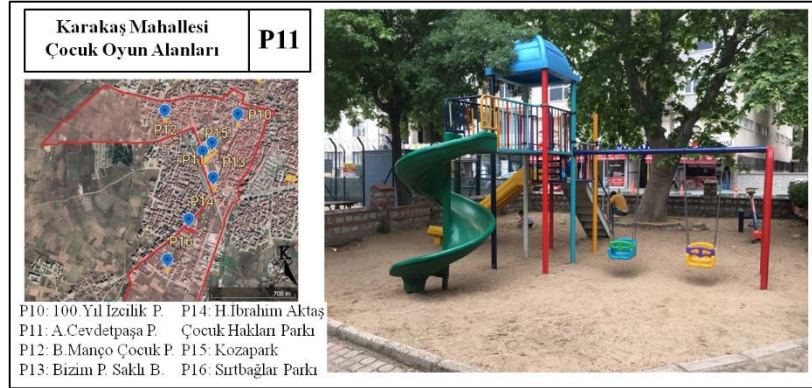 Karakaş Mahallesi
Çocuk Oyun Alanları
P11
P12
P10
P15
P11
P13
P14
P16
K
700 m
P10: 100.Yıl İzcilik P.
P11: A.Cevdetpaşa P.
P12: B.Manço Çocuk P.
P13: Bizim P. Saklı B.
P14: H.İbrahim Aktaş
Çocuk Hakları Parkı
P15: Kozapark
P16: Sırtbağlar Parkı